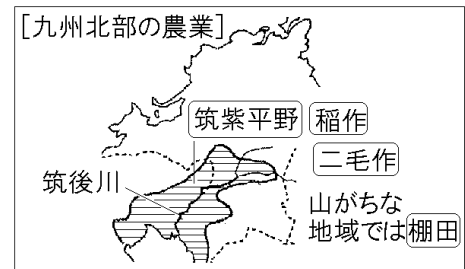 [九州北部の農業]
筑紫平野 稲作
二毛作
筑後川
山がちな
地域では棚田